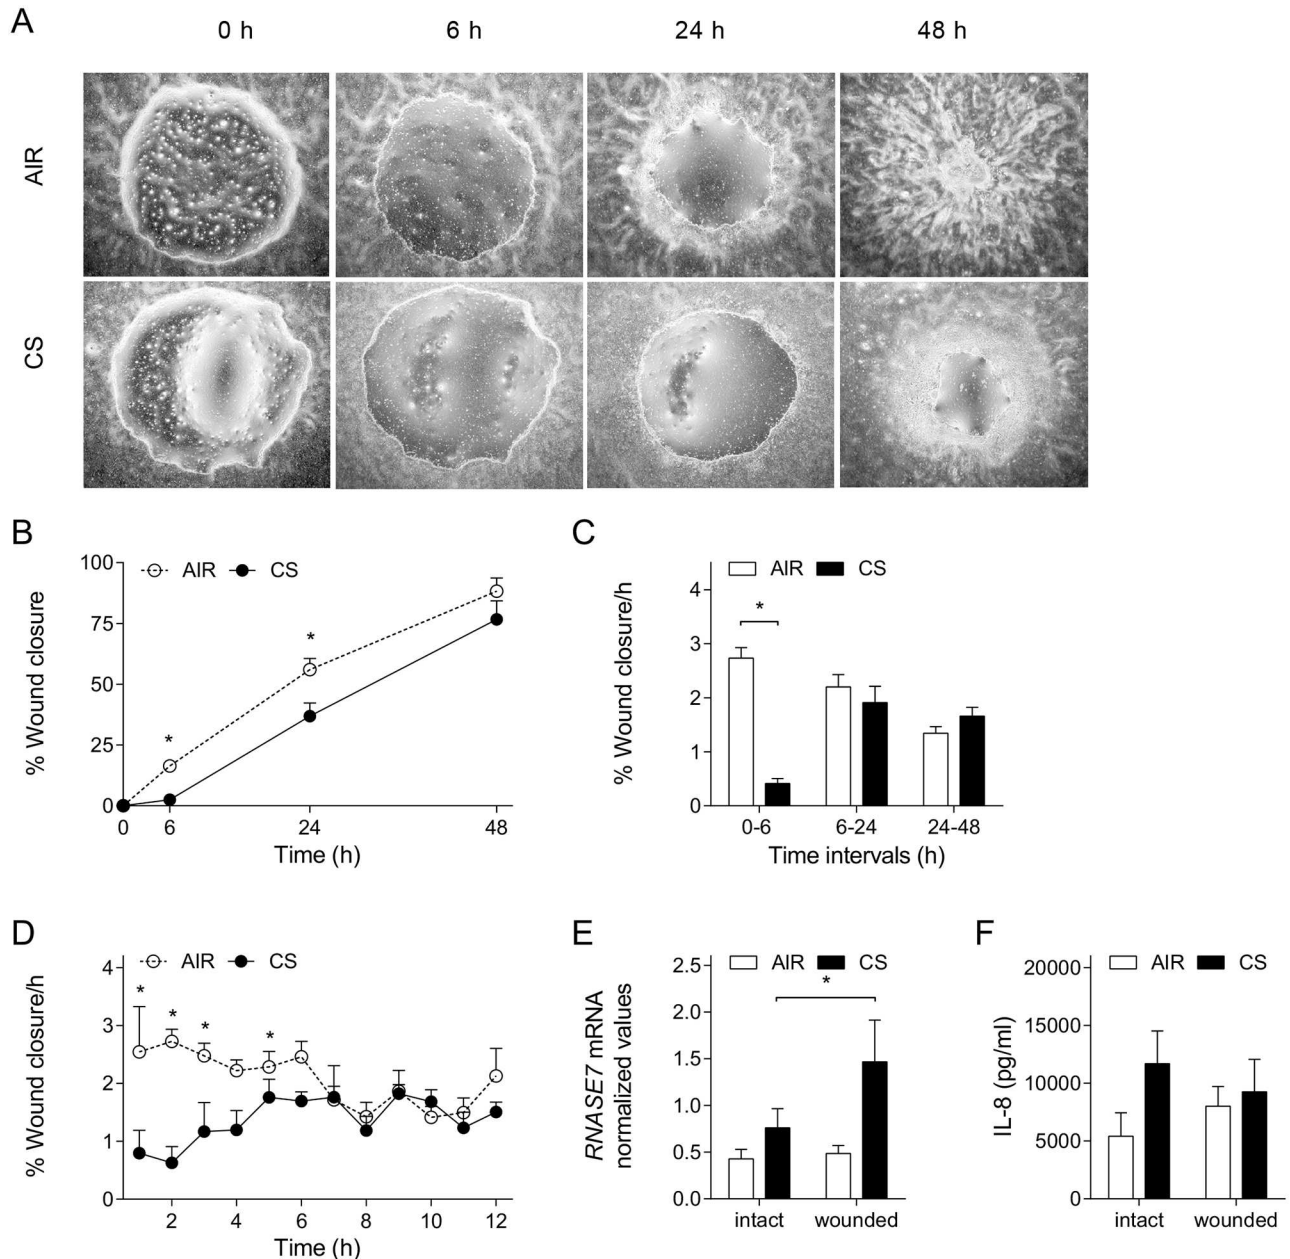 A
0 h
6 h
24 h
48 h
AIR
CS
B
AIR
CS
% Wound closure
100
75
50
25
0
*
*
0
6
24
48
Time (h)
C
AIR
CS
% Wound closure/h
4
3
2
1
0
*
0-6
6-24
24-48
Time intervals (h)
D
AIR
CS
% Wound closure/h
4
3
2
1
0
*
*
*
*
2
4
6
8
10
12
Time (h)
E
AIR
CS
RNASE7 mRNA
normalized values
2.5
2.0
1.5
1.0
0.5
0.0
*
intact
wounded
F
AIR
CS
IL-8 (pg/ml)
20000
15000
10000
5000
0
intact
wounded